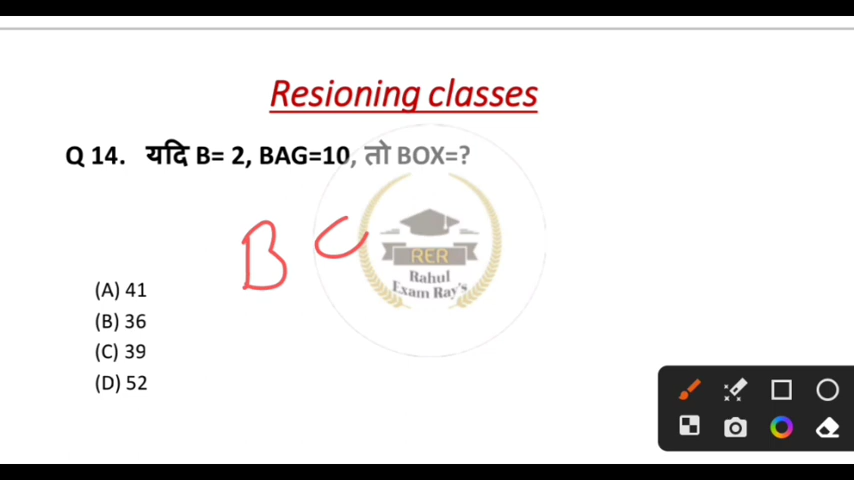 Resioning classes
Q 14. यदि B= 2, BAG=10, तो BOX=?
B
RER
Rahul
Exam Ray's
(A) 41
(B) 36
(C) 39
(D) 52